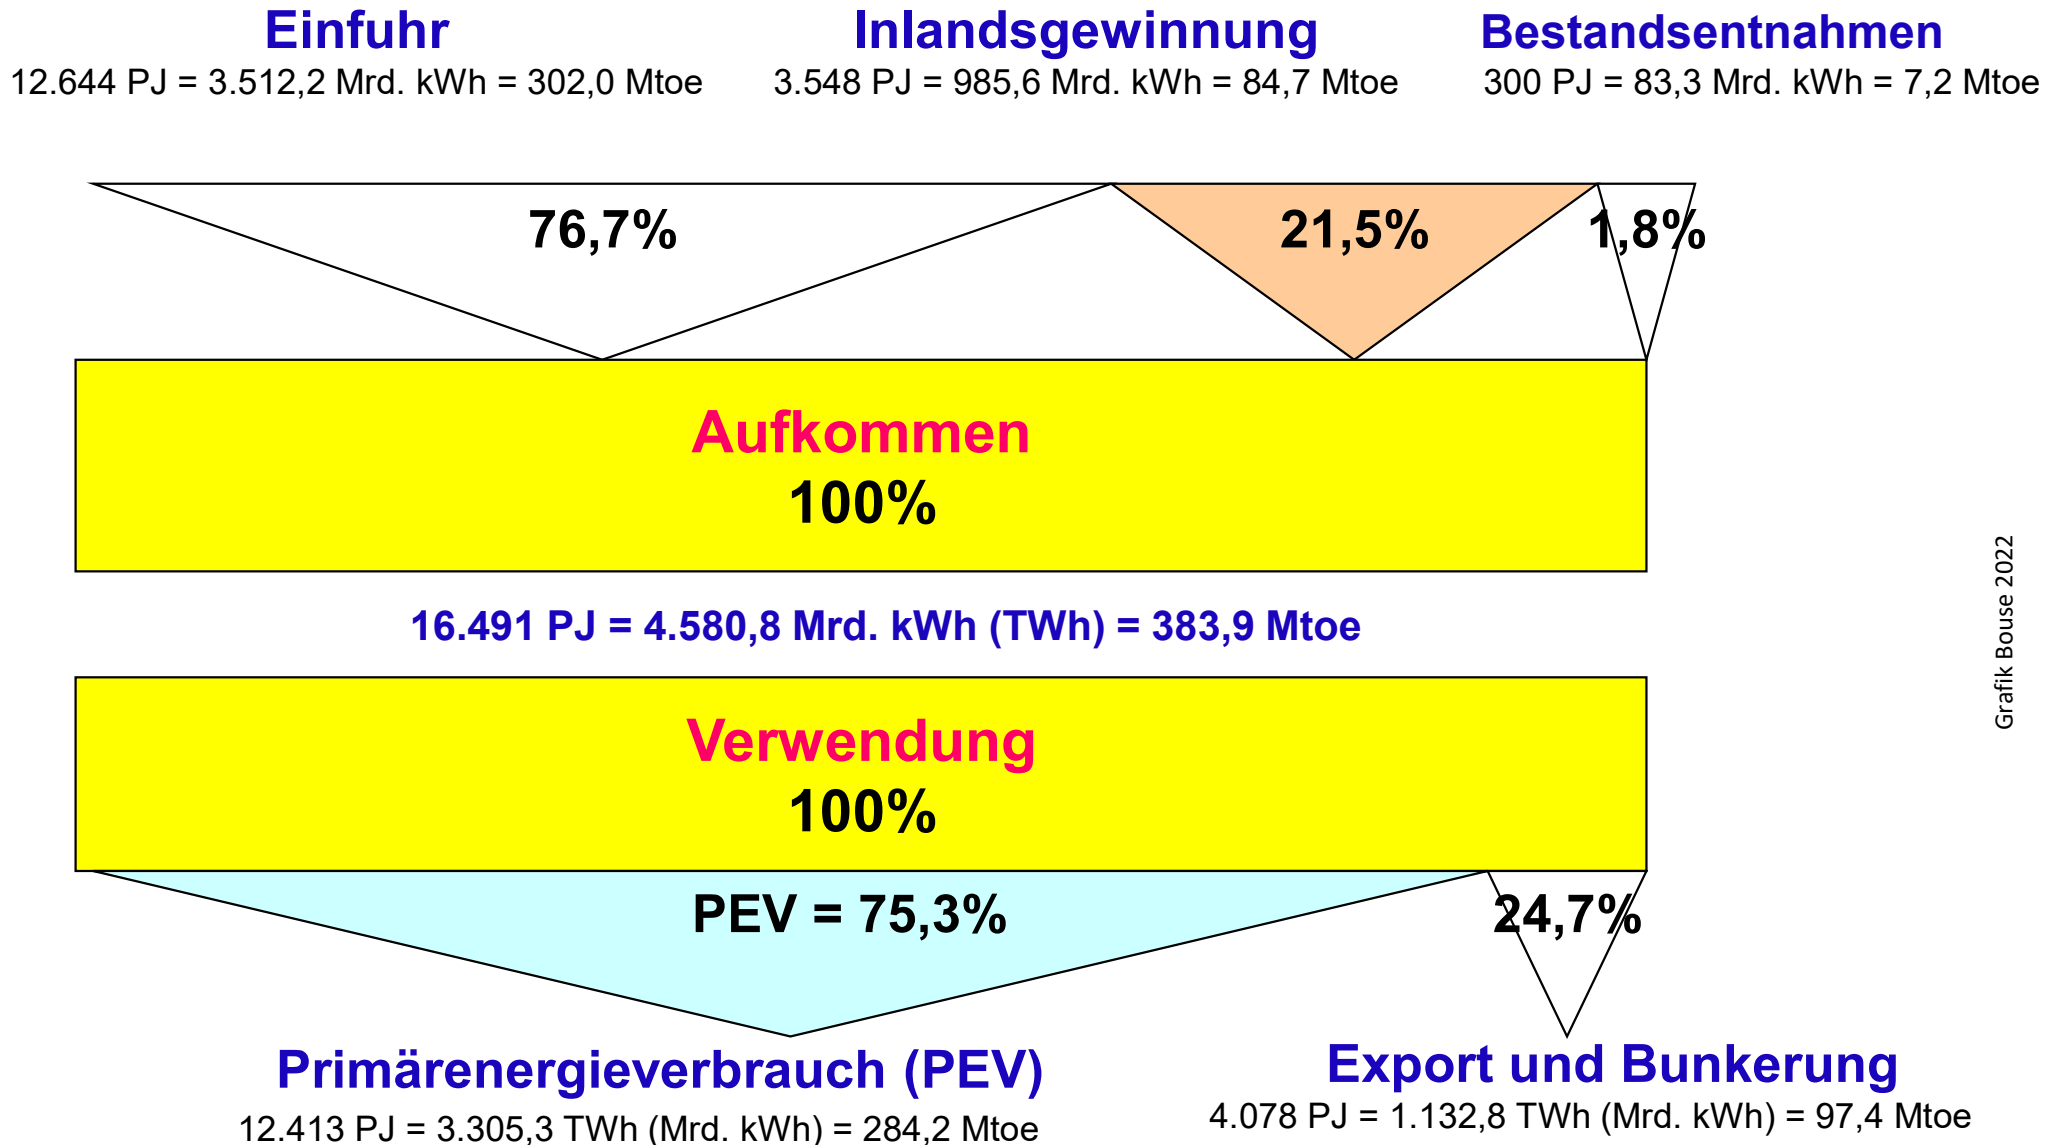 Einfuhr
12.644 PJ = 3.512,2 Mrd. kWh = 302,0 Mtoe
Inlandsgewinnung
3.548 PJ = 985,6 Mrd. kWh = 84,7 Mtoe
Bestandsentnahmen
300 PJ = 83,3 Mrd. kWh = 7,2 Mtoe
76,7%
21,5%
1,8%
Aufkommen
100%
16.491 PJ = 4.580,8 Mrd. kWh (TWh) = 383,9 Mtoe
Verwendung
100%
PEV = 75,3%
24,7%
Primärenergieverbrauch (PEV)
12.413 PJ = 3.305,3 TWh (Mrd. kWh) = 284,2 Mtoe
Export und Bunkerung
4.078 PJ = 1.132,8 TWh (Mrd. kWh) = 97,4 Mtoe
Grafik Bouse 2022